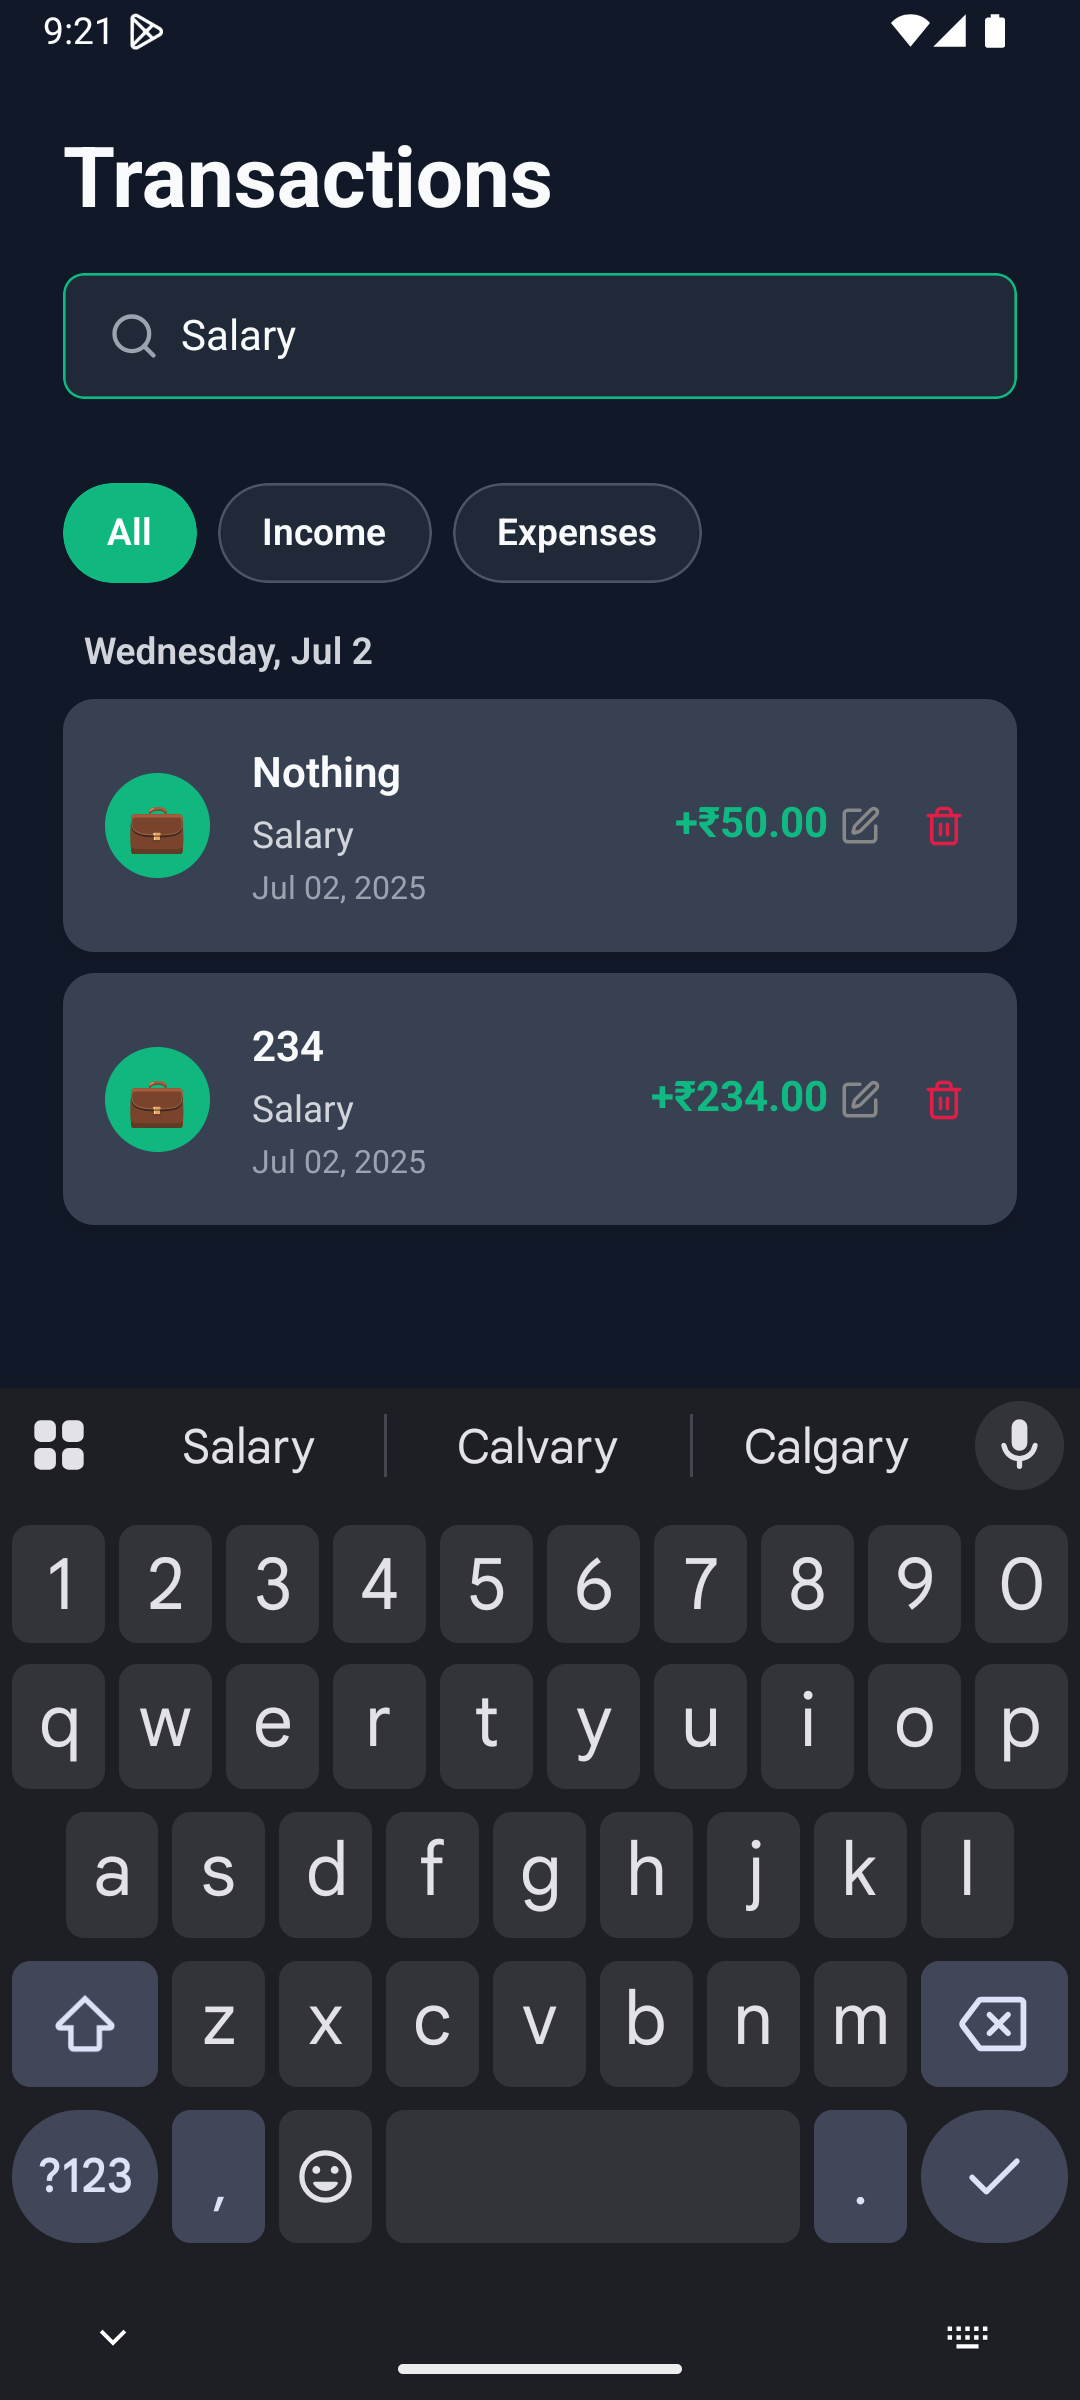 9:21
Transactions
Salary
All Income Expenses
Wednesday, Jul 2
Nothing
Salary
Jul 02, 2025
+₹50.00
234
Salary
Jul 02, 2025
+₹234.00
Salary Calvary Calgary
1 2 3 4 5 6 7 8 9 0
q w e r t y u i o p
a s d f g h j k l
z x c v b n m
?123 , .